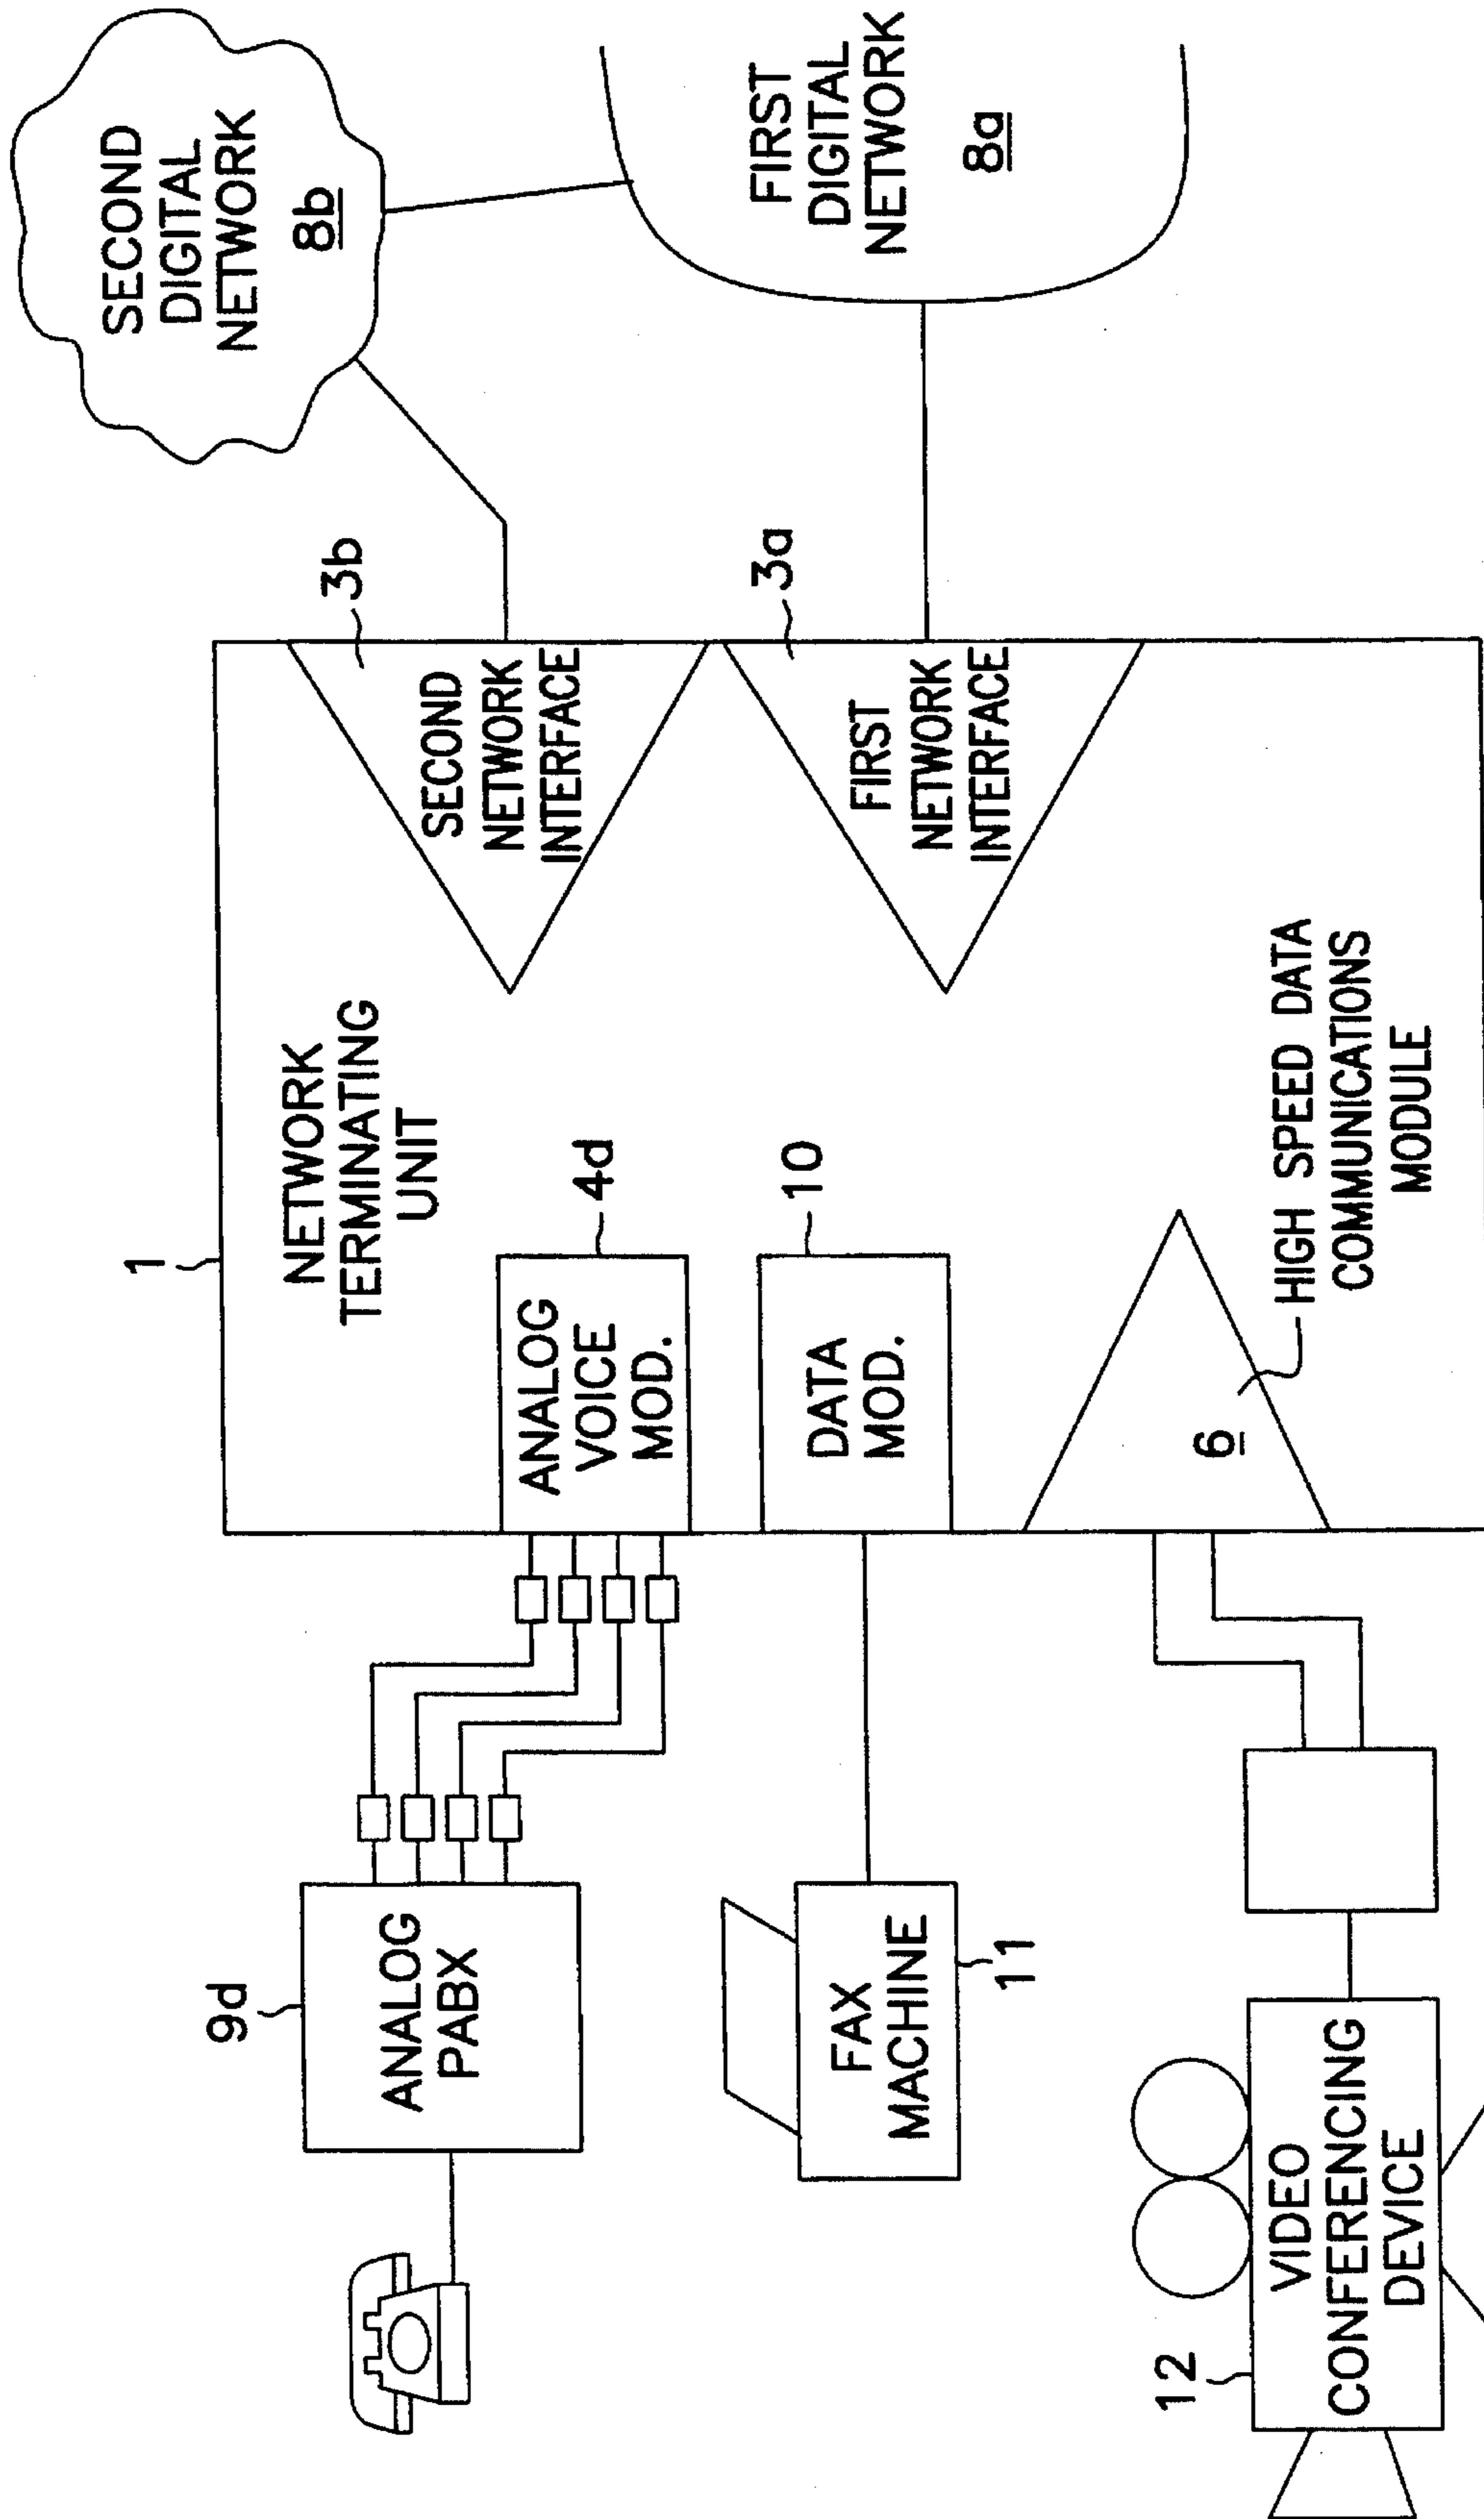 1
NETWORK
TERMINATING
UNIT
9d
ANALOG
PABX
ANALOG
VOICE
MOD.
4d
SECOND
NETWORK
INTERFACE
3b
SECOND
DIGITAL
NETWORK
8b
FAX
MACHINE
11
DATA
MOD.
10
FIRST
NETWORK
INTERFACE
3a
FIRST
DIGITAL
NETWORK
8a
12
VIDEO
CONFERENCING
DEVICE
6
HIGH SPEED DATA
COMMUNICATIONS
MODULE